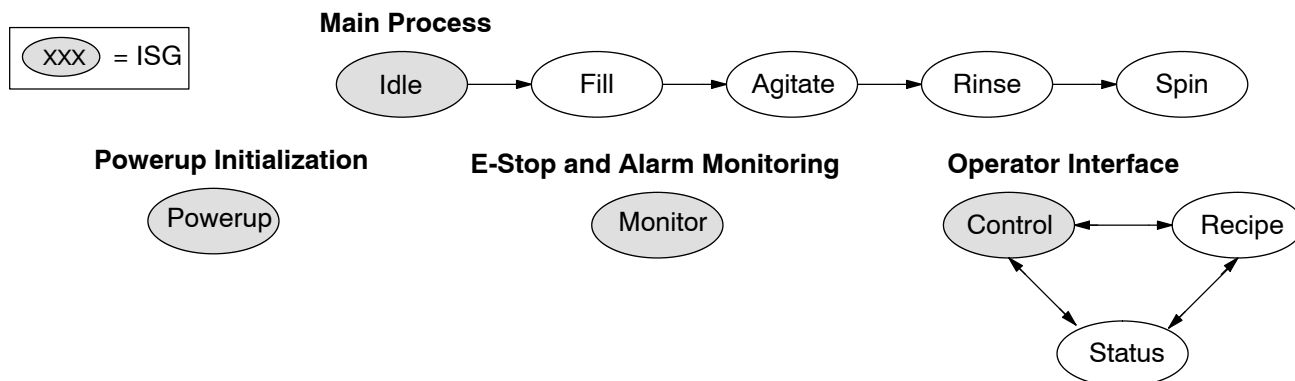 Main Process
xxx = ISG
Idle Fill Agitate Rinse Spin
Powerup Initialization E-Stop and Alarm Monitoring Operator Interface
Powerup Monitor Control Recipe
Status